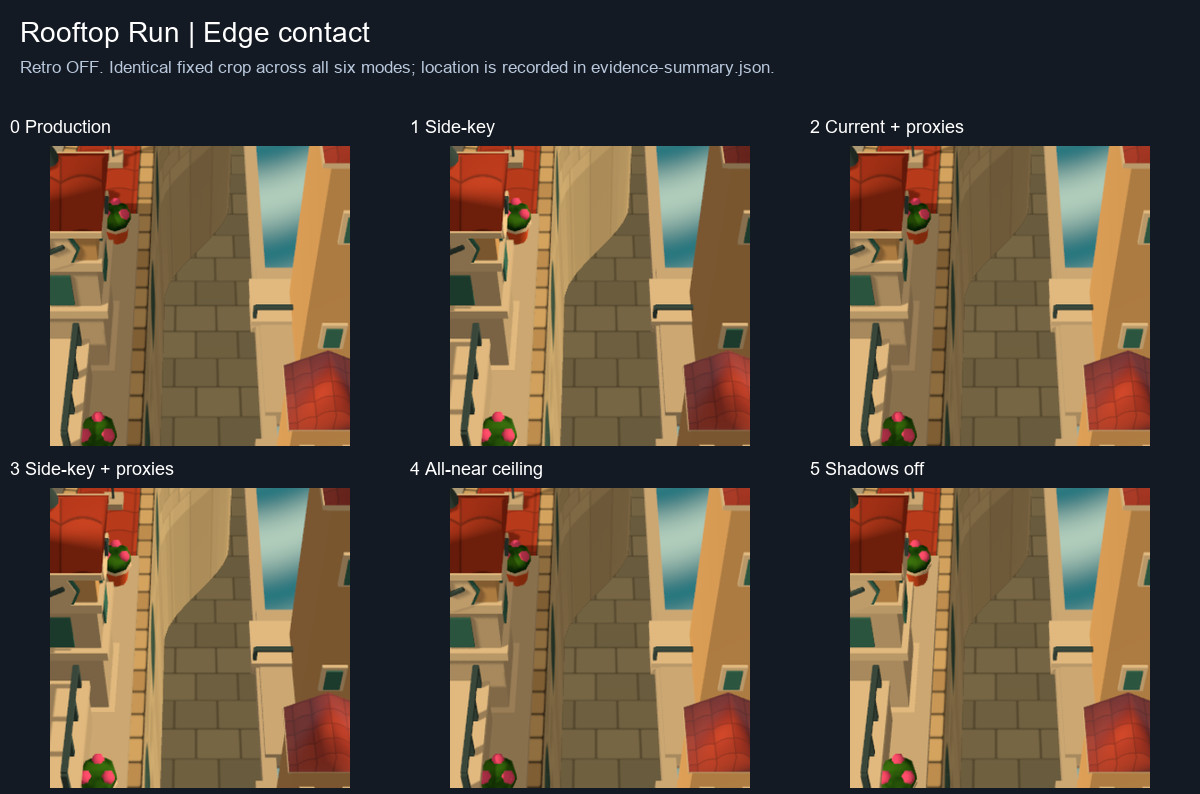 Rooftop Run | Edge contact
Retro OFF. Identical fixed crop across all six modes; location is recorded in evidence-summary.json.
0 Production
1 Side-key
2 Current + proxies
3 Side-key + proxies
4 All-near ceiling
5 Shadows off